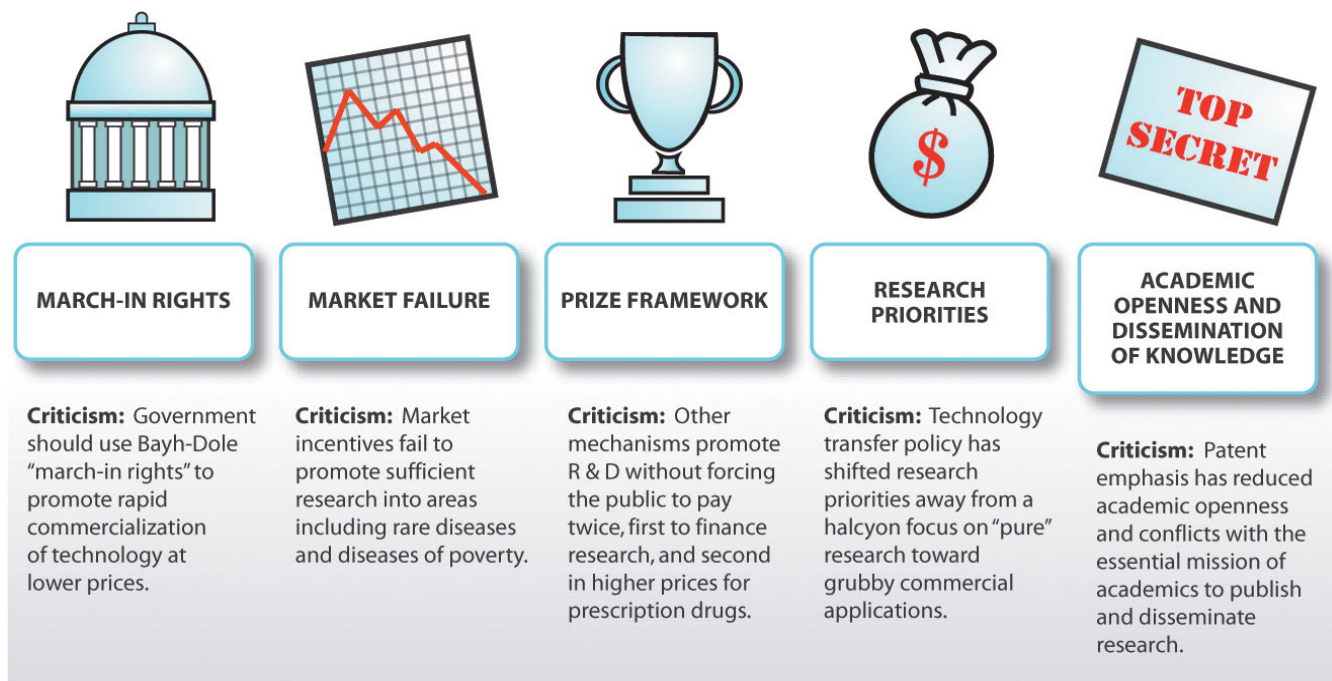 $
TOP
SECRET
MARCH-IN RIGHTS
MARKET FAILURE
PRIZE FRAMEWORK
RESEARCH
PRIORITIES
ACADEMIC
OPENNESS AND
DISSEMINATION
OF KNOWLEDGE
Criticism: Government
should use Bayh-Dole
“march-in rights” to
promote rapid
commercialization
of technology at
lower prices.
Criticism: Market
incentives fail to
promote sufficient
research into areas
including rare diseases
and diseases of poverty.
Criticism: Other
mechanisms promote
R & D without forcing
the public to pay
twice, first to finance
research, and second
in higher prices for
prescription drugs.
Criticism: Technology
transfer policy has
shifted research
priorities away from a
halcyon focus on “pure”
research toward
grubby commercial
applications.
Criticism: Patent
emphasis has reduced
academic openness
and conflicts with the
essential mission of
academics to publish
and disseminate
research.